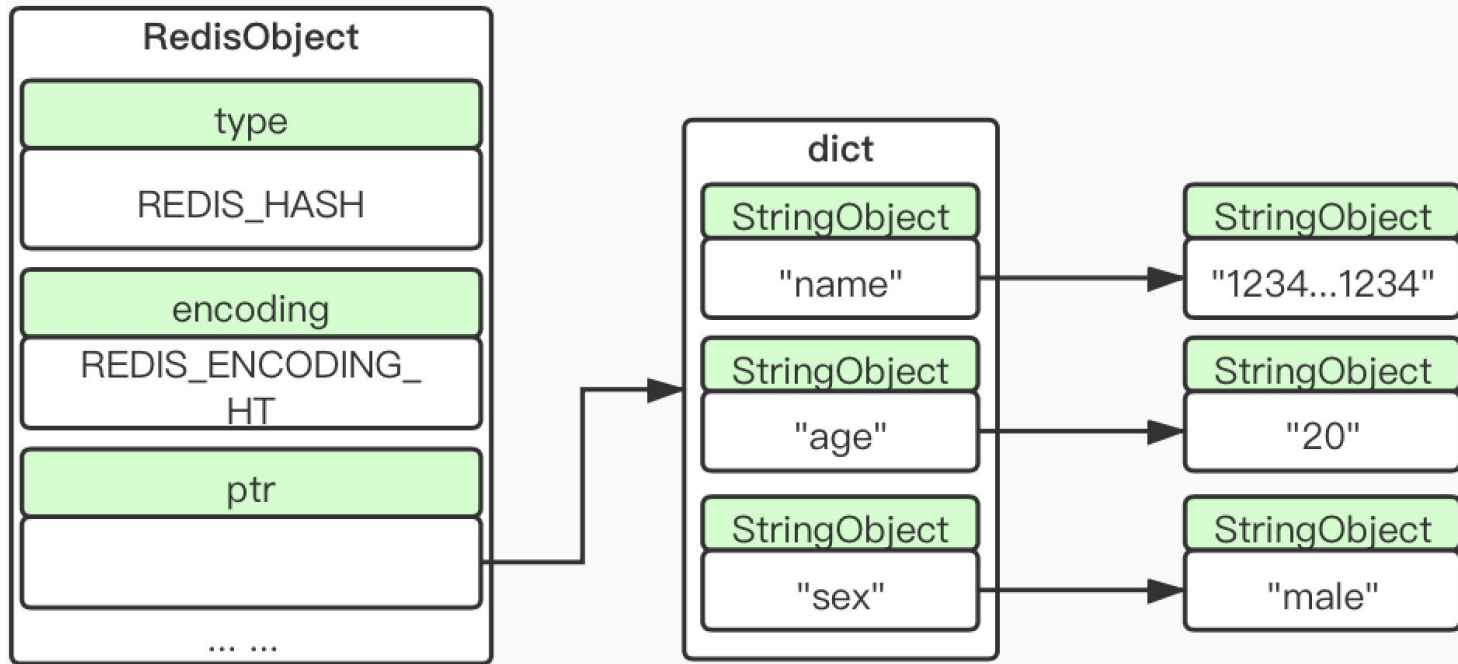 RedisObject
type
REDIS_HASH
encoding
REDIS_ENCODING_
HT
ptr
... ...
dict
StringObject
"name"
StringObject
"age"
StringObject
"sex"
StringObject
"1234...1234"
StringObject
"20"
StringObject
"male"